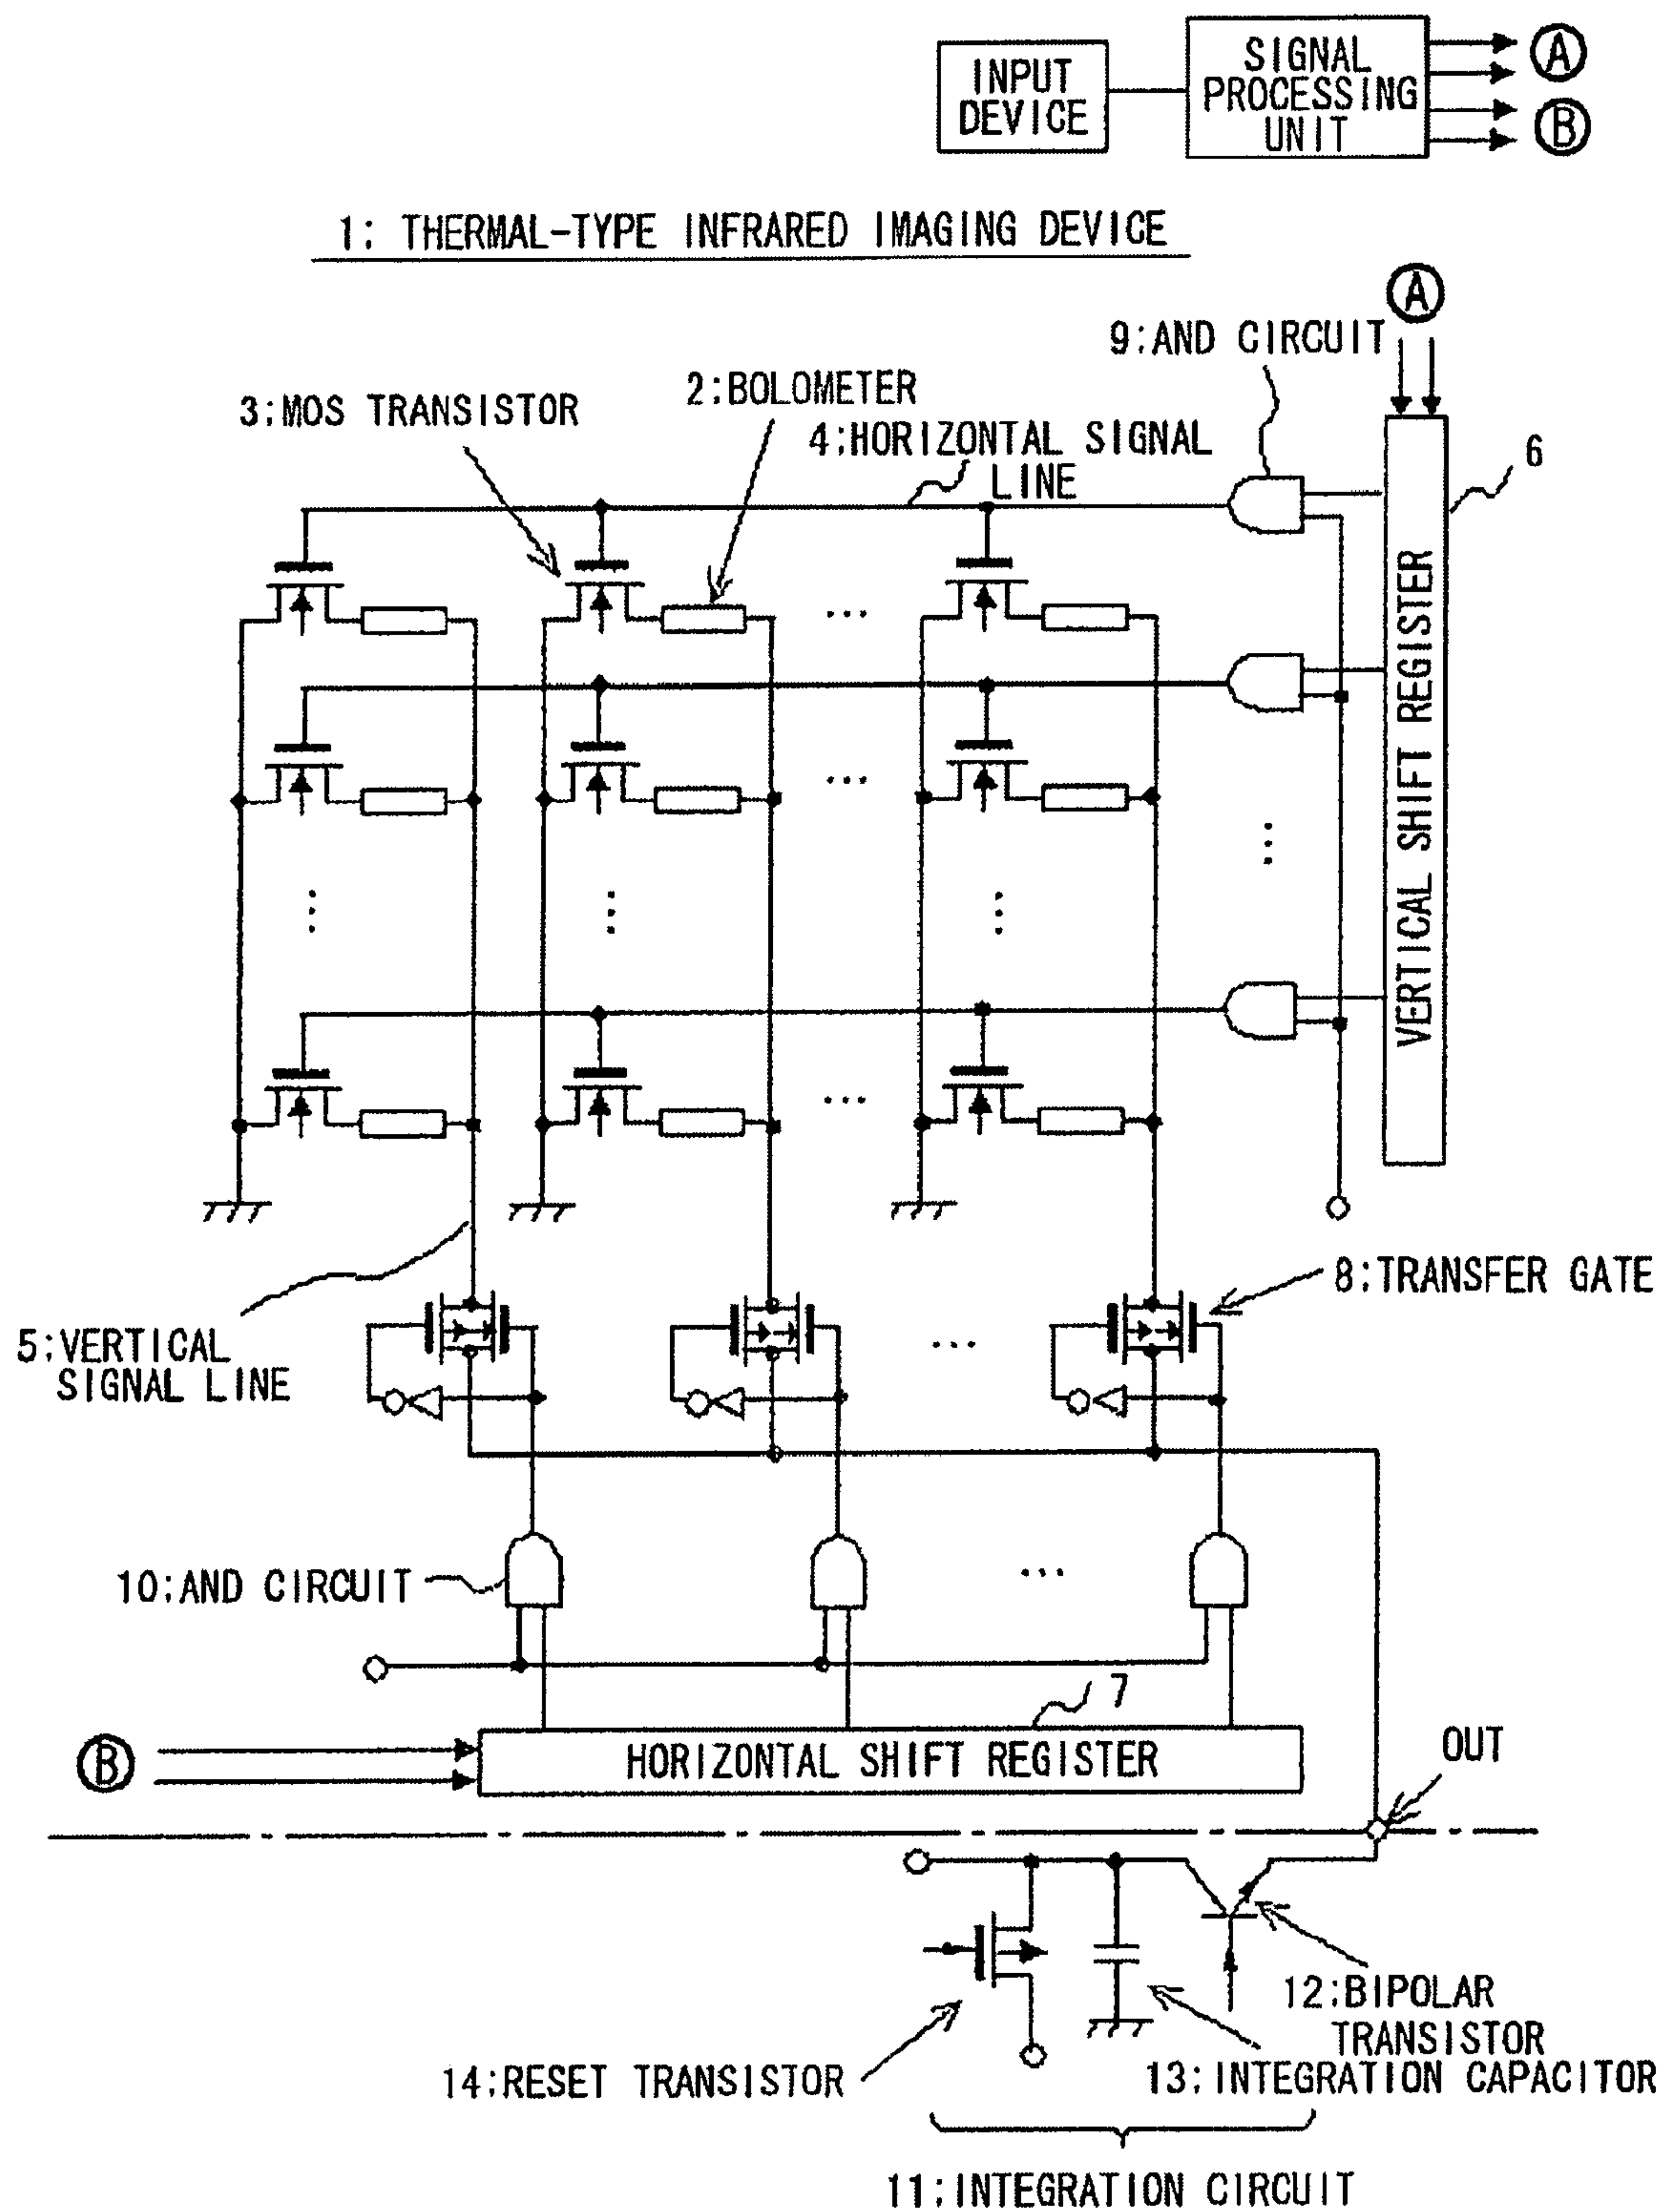 INPUT
DEVICE
SIGNAL
PROCESSING
UNIT
A
B
1: THERMAL-TYPE INFRARED IMAGING DEVICE
A
9:AND CIRCUIT
2:BOLOMETER
3:MOS TRANSISTOR
4:HORIZONTAL SIGNAL
LINE
6
...
VERTICAL SHIFT REGISTER
...
...
...
...
...
...
8:TRANSFER GATE
5:VERTICAL
SIGNAL LINE
...
10:AND CIRCUIT
...
7
B
HORIZONTAL SHIFT REGISTER
OUT
12:BIPOLAR
TRANSISTOR
14:RESET TRANSISTOR
13:INTEGRATION CAPACITOR
11:INTEGRATION CIRCUIT